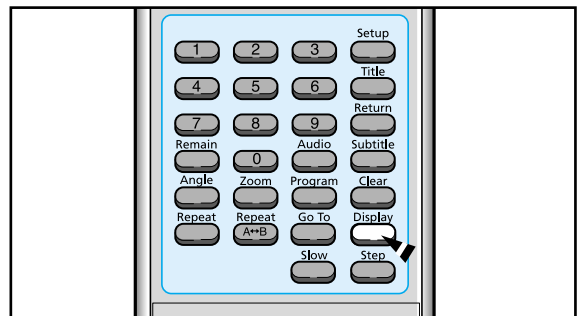 Setup
1 2 3
Title
4 5 6
Return
7 8 9
Remain Audio Subtitle
0
Angle Zoom Program Clear
Repeat Repeat Go To Display
A↔B
Slow Step